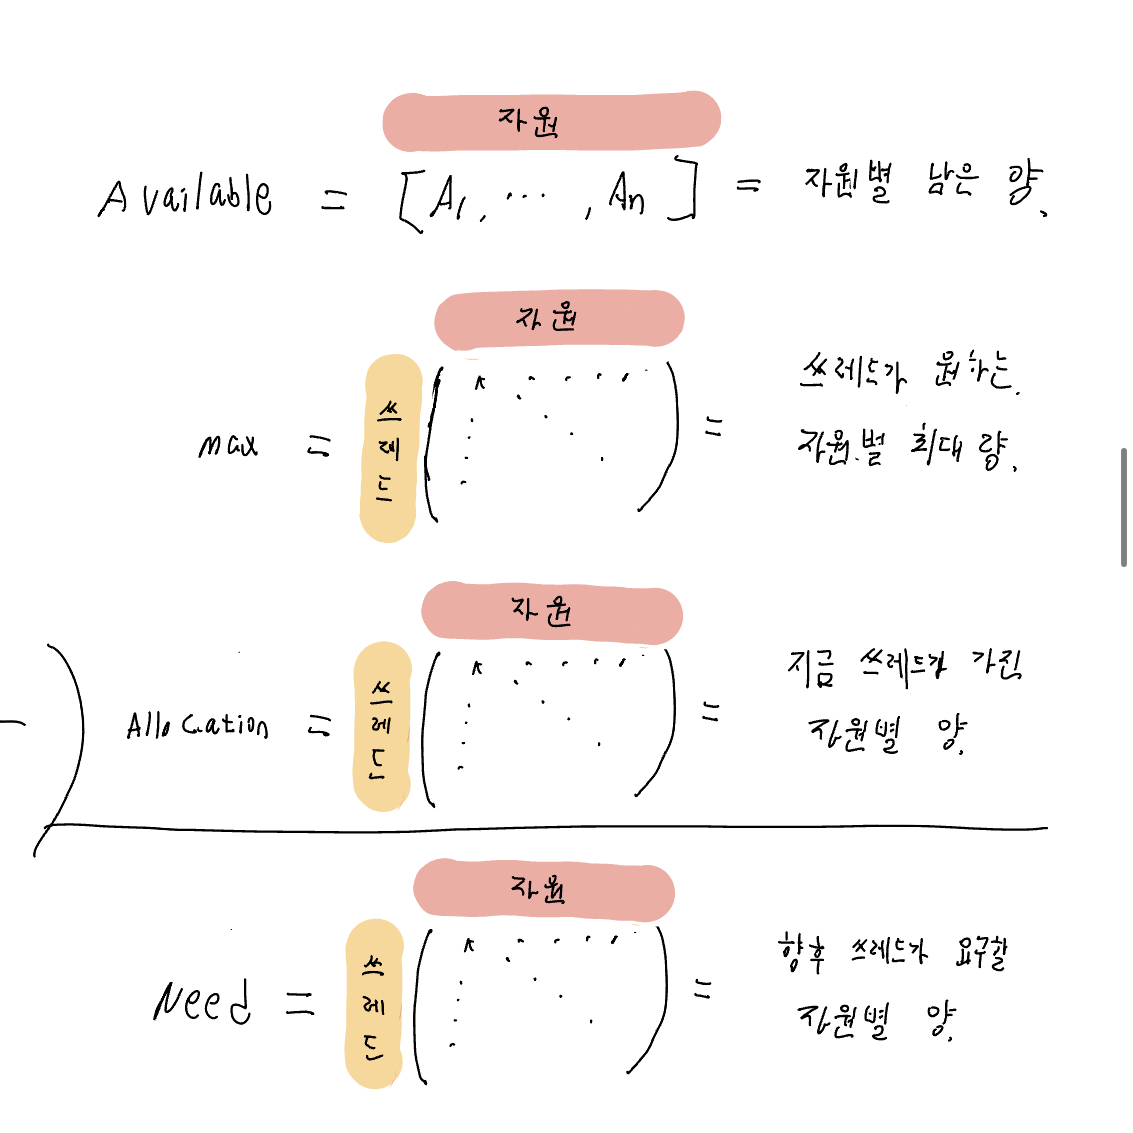 자원
Available = [A1, ··· , An] = 자원별 남은 양.
자원
쓰레드가 원하는.
max = 쓰레드 = 자원별 최대량.
자원
지금 쓰레드가 가진
Allocation = 쓰레드 = 자원별 양.
자원
향후 쓰레드가 요구할
Need = 쓰레드 = 자원별 양.